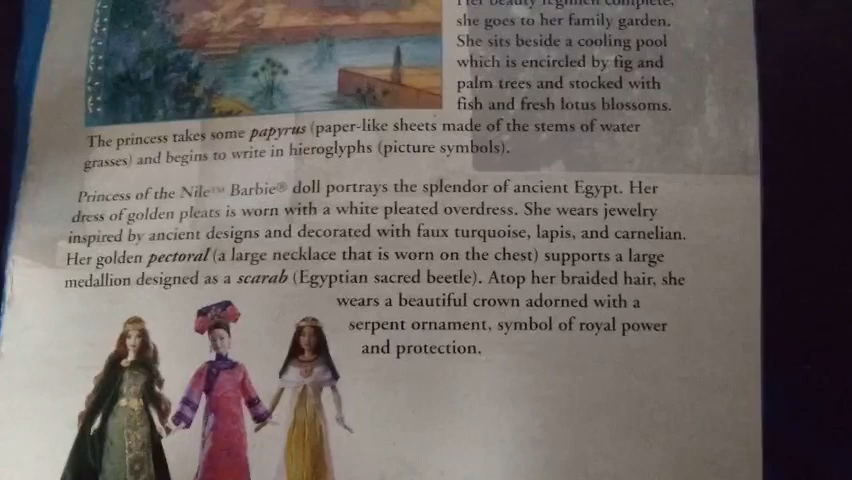 Her beauty regimen complete,
she goes to her family garden.
She sits beside a cooling pool
which is encircled by fig and
palm trees and stocked with
fish and fresh lotus blossoms.
The princess takes some papyrus (paper-like sheets made of the stems of water
grasses) and begins to write in hieroglyphs (picture symbols).
Princess of the Nile™ Barbie® doll portrays the splendor of ancient Egypt. Her
dress of golden pleats is worn with a white pleated overdress. She wears jewelry
inspired by ancient designs and decorated with faux turquoise, lapis, and carnelian.
Her golden pectoral (a large necklace that is worn on the chest) supports a large
medallion designed as a scarab (Egyptian sacred beetle). Atop her braided hair, she
wears a beautiful crown adorned with a
serpent ornament, symbol of royal power
and protection.